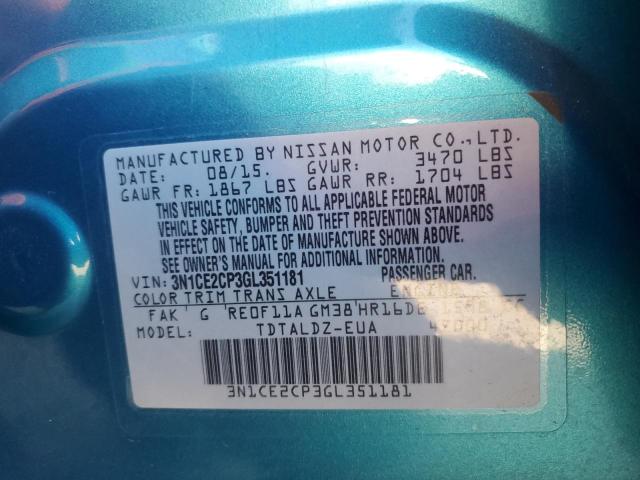 MANUFACTURED BY NISSAN MOTOR CO.,LTD.
DATE: 08/15. GVWR: 3470 LBS
GAWR FR: 1867 LBS GAWR RR: 1704 LBS
THIS VEHICLE CONFORMS TO ALL APPLICABLE FEDERAL MOTOR
VEHICLE SAFETY, BUMPER AND THEFT PREVENTION STANDARDS
IN EFFECT ON THE DATE OF MANUFACTURE SHOWN ABOVE.
SEE OWNER'S MANUAL FOR ADDITIONAL INFORMATION.
VIN: 3N1CE2CP3GL351181 PASSENGER CAR.
COLOR TRIM TRANS AXLE ENGINE
FAK G RE0F11A GM38 HR16DE
MODEL: TDTALDZ-EUA
3N1CE2CP3GL351181